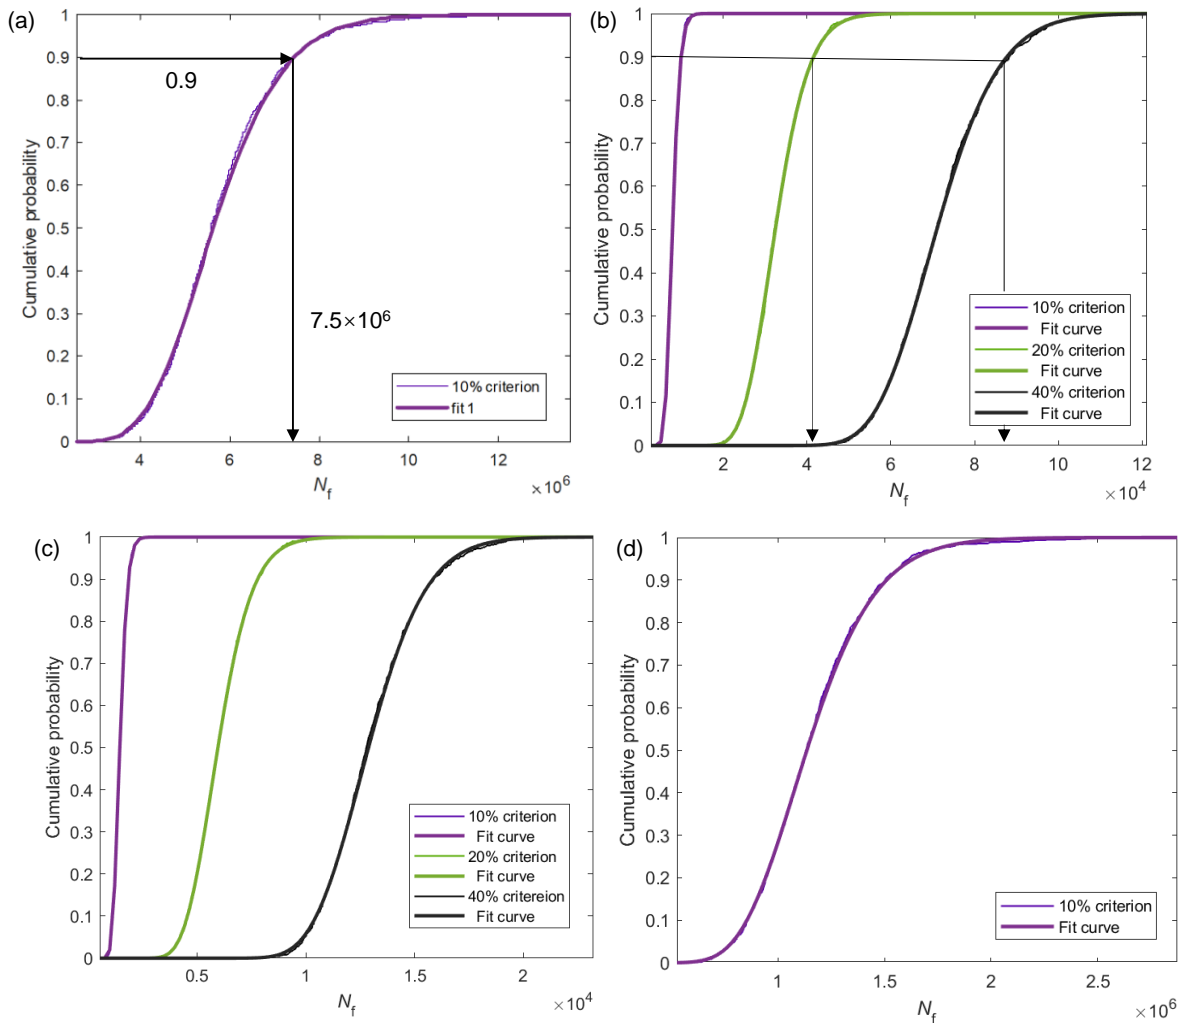 (a)
1
0.9
0.8
0.7
0.6
0.5
0.4
0.3
0.2
0.1
0
Cumulative probability
0.9
7.5×10⁶
10% criterion
fit 1
4
6
8
10
12
×10⁶
N_f
(b)
1
0.9
0.8
0.7
0.6
0.5
0.4
0.3
0.2
0.1
0
Cumulative probability
10% criterion
Fit curve
20% criterion
Fit curve
40% criterion
Fit curve
2
4
6
8
10
12
×10⁴
N_f
(c)
1
0.9
0.8
0.7
0.6
0.5
0.4
0.3
0.2
0.1
0
Cumulative probability
10% criterion
Fit curve
20% criterion
Fit curve
40% critereion
Fit curve
0.5
1
1.5
2
×10⁴
N_f
(d)
1
0.9
0.8
0.7
0.6
0.5
0.4
0.3
0.2
0.1
0
Cumulative probability
10% criterion
Fit curve
1
1.5
2
2.5
×10⁶
N_f